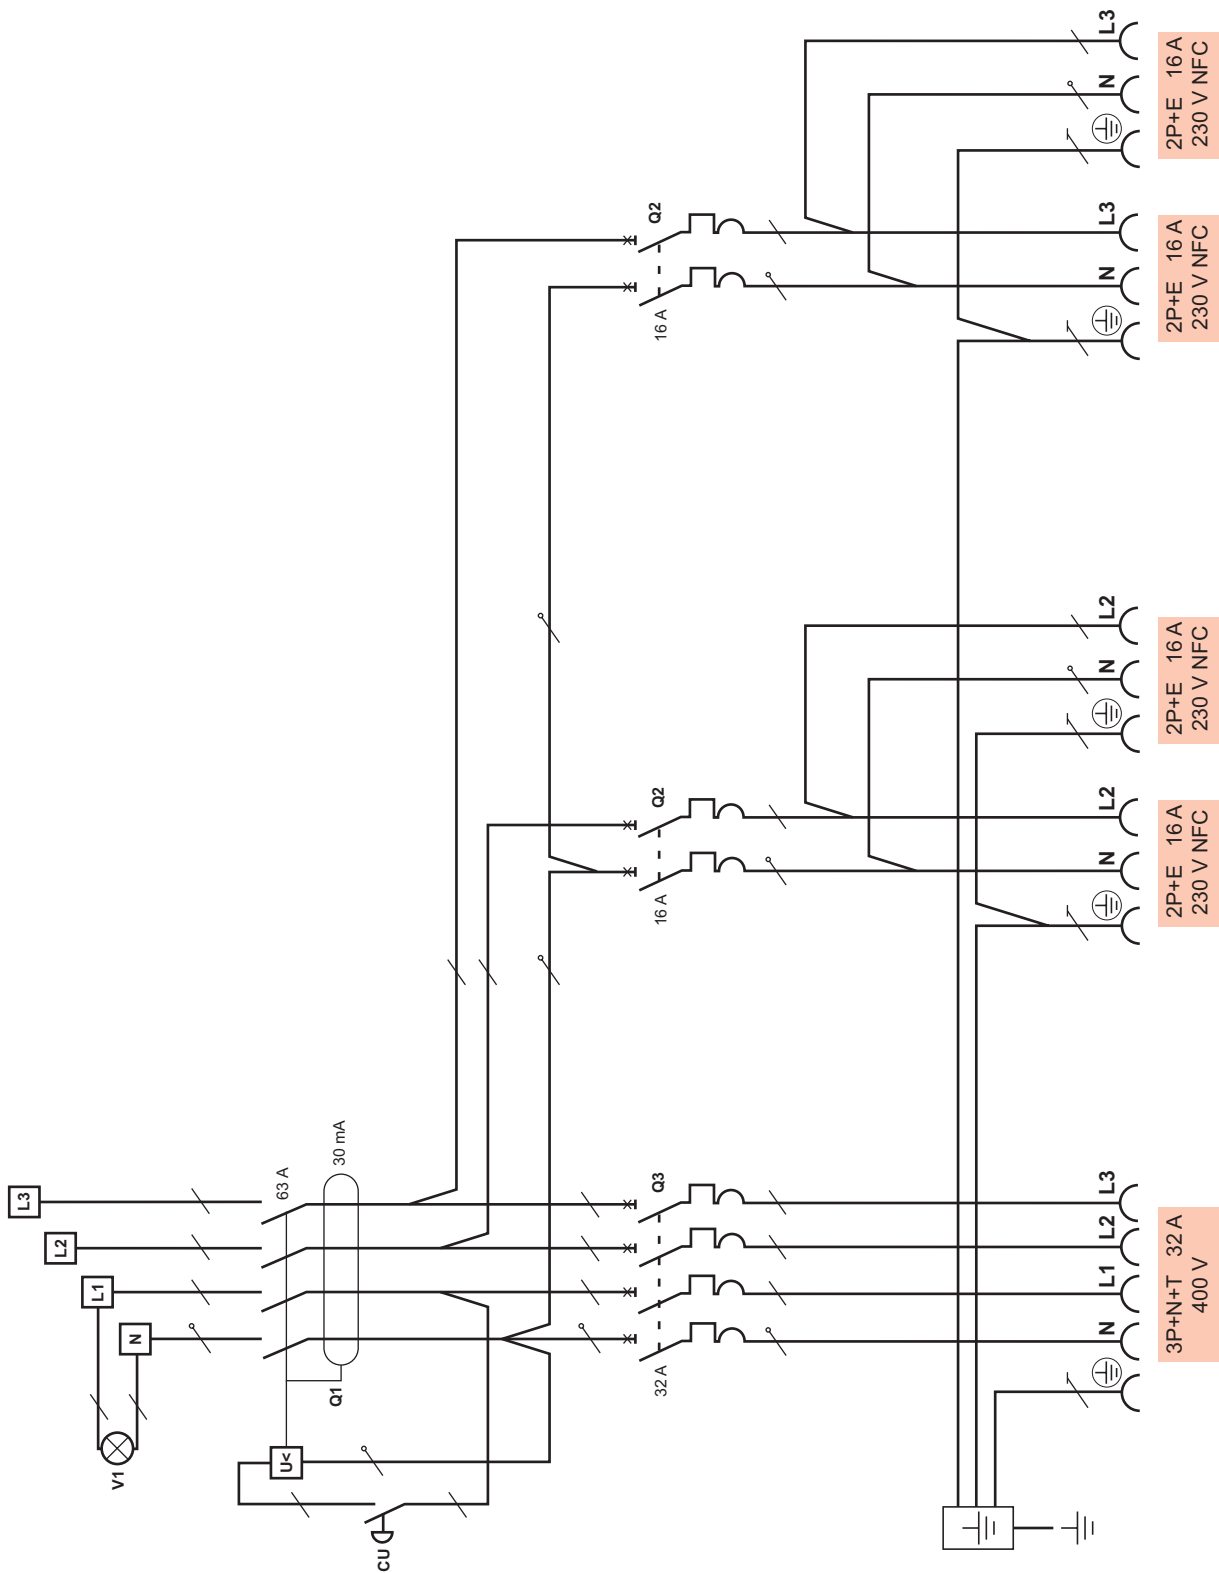 L3
L2
L1
V1
N
U<
63 A
Q1
30 mA
CU
32 A
Q3
16 A
Q2
16 A
Q2
N
L1
L2
L3
N
L2
N
L2
N
L3
N
L3
3P+N+T 32 A
400 V
2P+E 16 A
230 V NFC
2P+E 16 A
230 V NFC
2P+E 16 A
230 V NFC
2P+E 16 A
230 V NFC